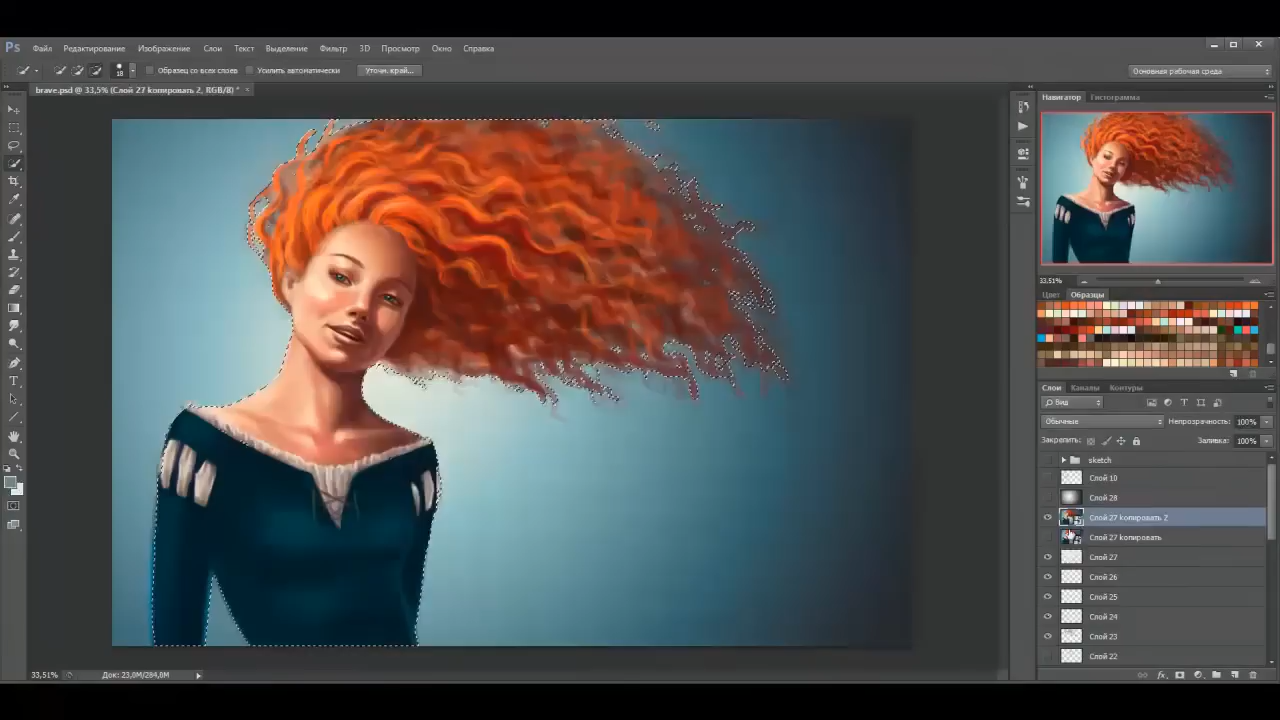 Ps Файл Редактирование Изображение Слои Текст Выделение Фильтр 3D Просмотр Окно Справка
18 Образец со всех слоев Усилить автоматически Уточн. край... Основная рабочая среда
brave.psd @ 33,5% (Слой 27 копировать 2, RGB/8) * ×
Навигатор Гистограмма
33,51%
Цвет Образцы
Слои Каналы Контуры
Вид
Обычные Непрозрачность: 100%
Закрепить: Заливка: 100%
sketch
Слой 10
Слой 28
Слой 27 копировать 2
Слой 27 копировать
Слой 27
Слой 26
Слой 25
Слой 24
Слой 23
Слой 22
33,51% Док: 23,0M/284,8M